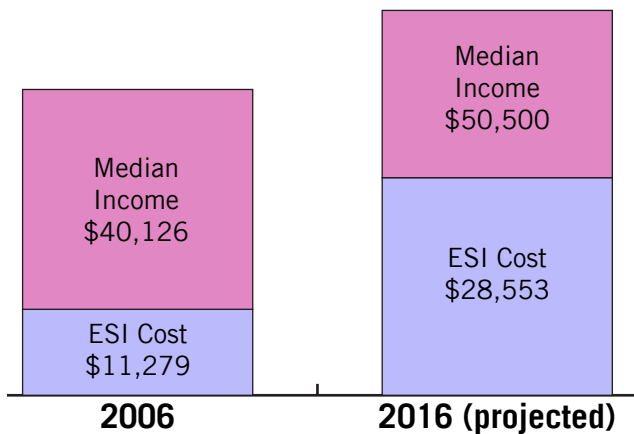 Median
Income
$40,126
ESI Cost
$11,279
Median
Income
$50,500
ESI Cost
$28,553
2006
2016 (projected)